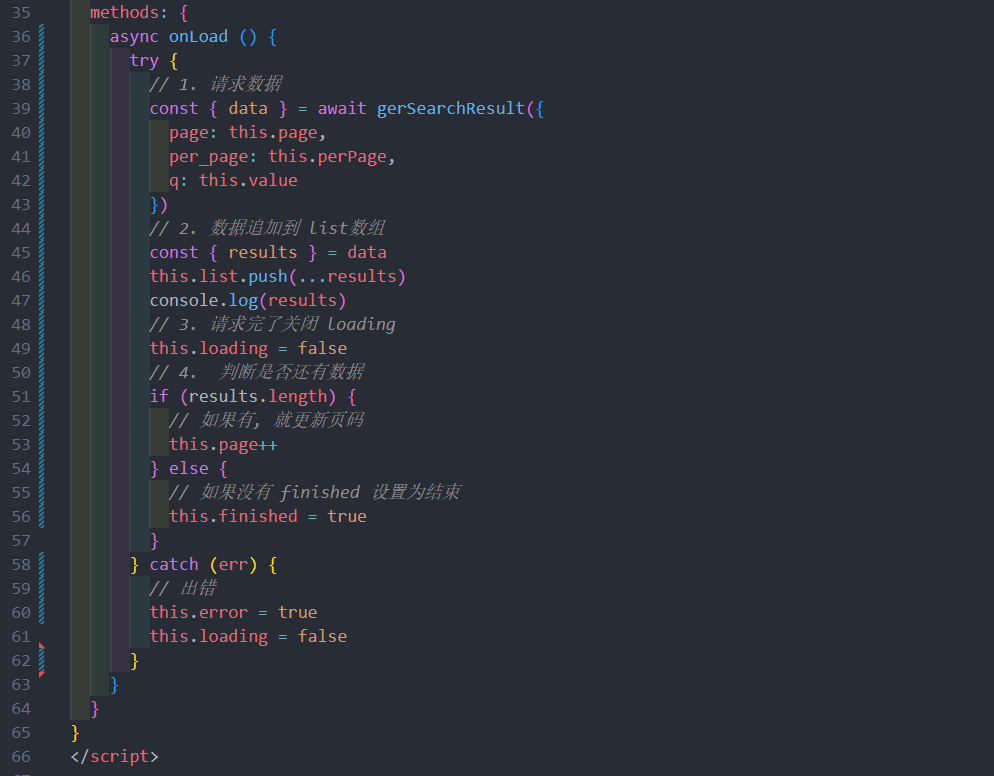 35 methods: {
36 async onLoad () {
37 try {
38 // 1. 请求数据
39 const { data } = await gerSearchResult({
40 page: this.page,
41 per_page: this.perPage,
42 q: this.value
43 })
44 // 2. 数据追加到 list数组
45 const { results } = data
46 this.list.push(...results)
47 console.log(results)
48 // 3. 请求完了关闭 loading
49 this.loading = false
50 // 4.  判断是否还有数据
51 if (results.length) {
52 // 如果有, 就更新页码
53 this.page++
54 } else {
55 // 如果没有 finished 设置为结束
56 this.finished = true
57 }
58 } catch (err) {
59 // 出错
60 this.error = true
61 this.loading = false
62 }
63 }
64 }
65 }
66 </script>